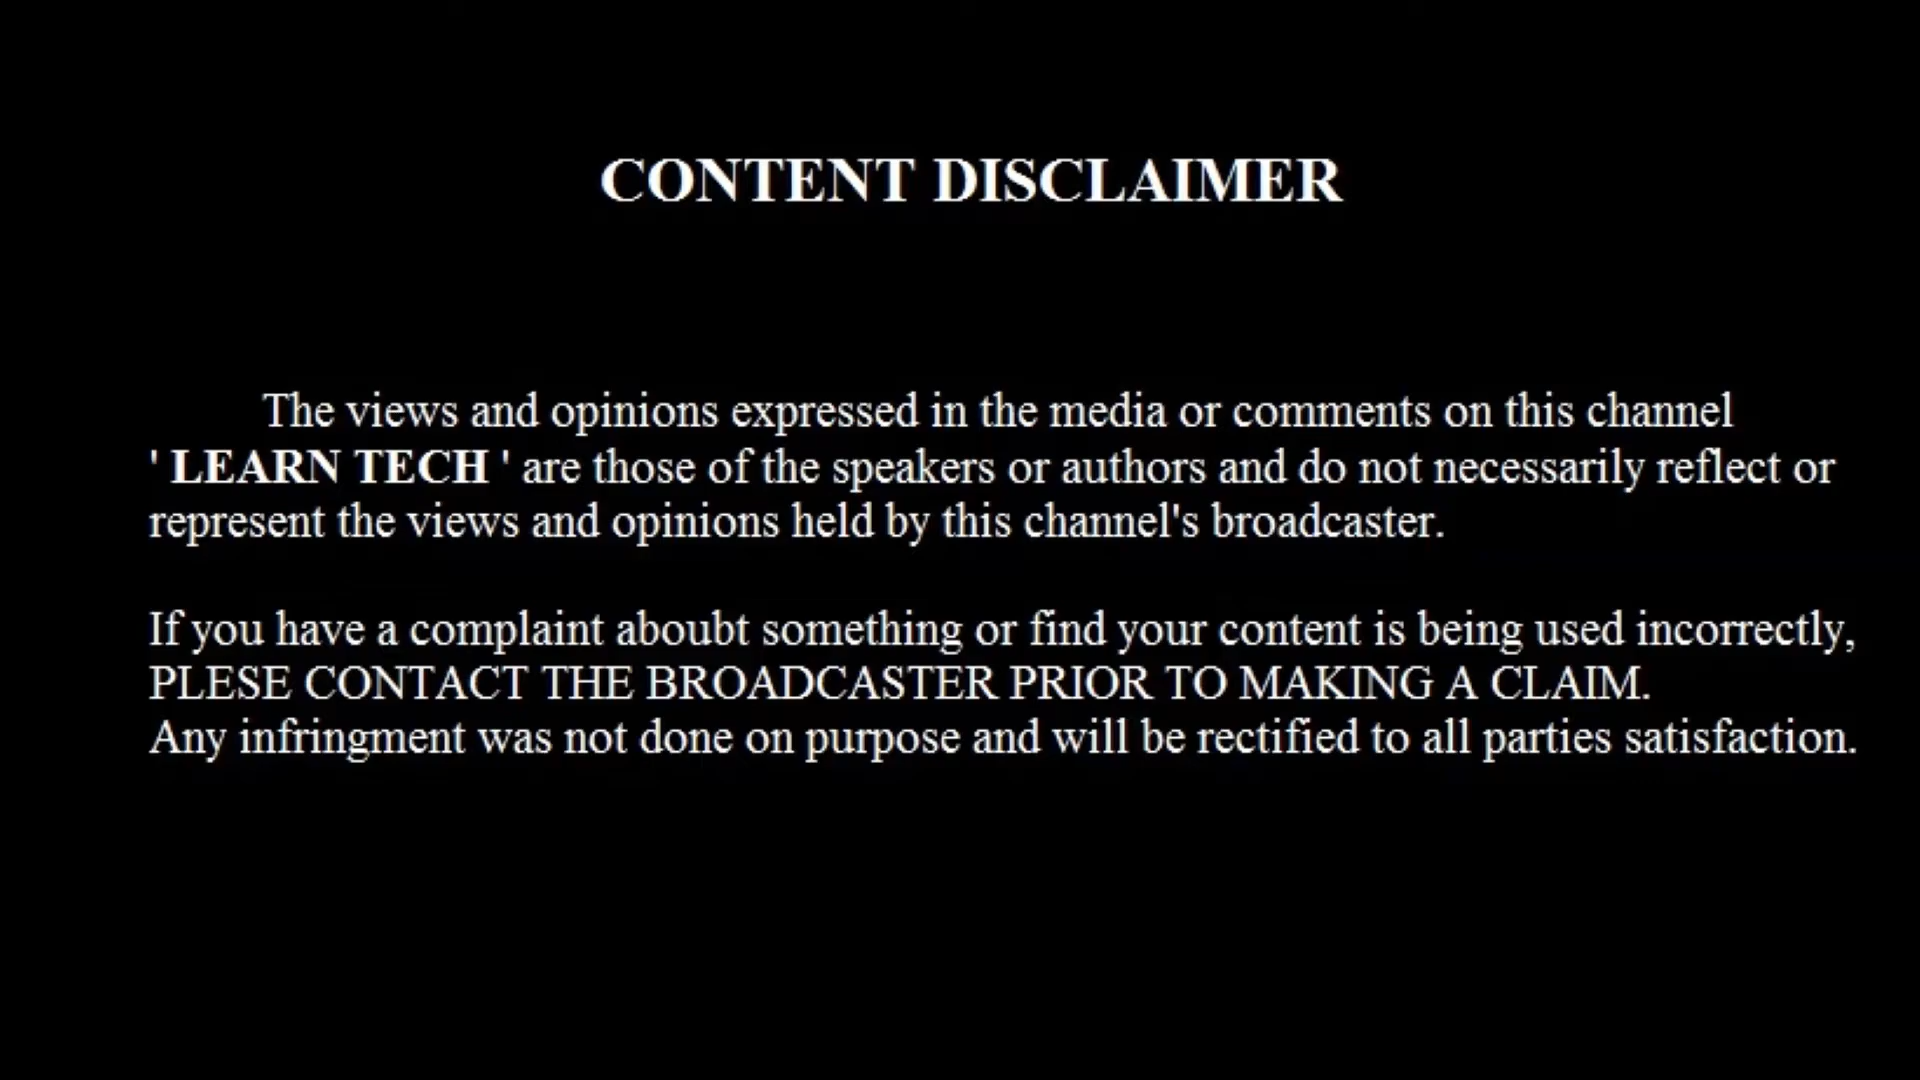 CONTENT DISCLAIMER
The views and opinions expressed in the media or comments on this channel
' LEARN TECH ' are those of the speakers or authors and do not necessarily reflect or
represent the views and opinions held by this channel's broadcaster.
If you have a complaint aboubt something or find your content is being used incorrectly,
PLESE CONTACT THE BROADCASTER PRIOR TO MAKING A CLAIM.
Any infringment was not done on purpose and will be rectified to all parties satisfaction.